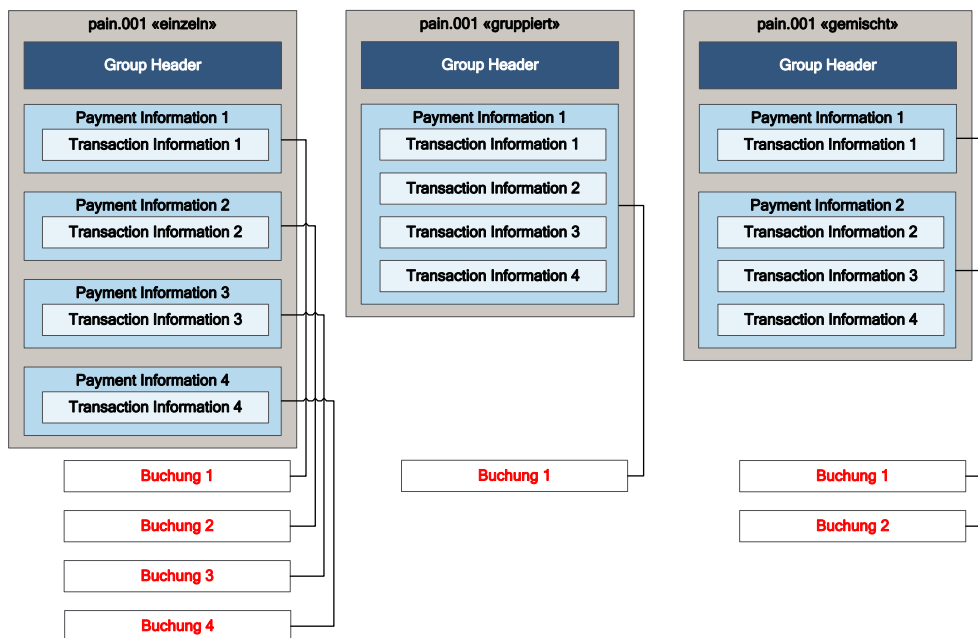 pain.001 «einzeln»
Group Header
Payment Information 1
Transaction Information 1
Payment Information 2
Transaction Information 2
Payment Information 3
Transaction Information 3
Payment Information 4
Transaction Information 4
Buchung 1
Buchung 2
Buchung 3
Buchung 4
pain.001 «gruppiert»
Group Header
Payment Information 1
Transaction Information 1
Transaction Information 2
Transaction Information 3
Transaction Information 4
Buchung 1
pain.001 «gemischt»
Group Header
Payment Information 1
Transaction Information 1
Payment Information 2
Transaction Information 2
Transaction Information 3
Transaction Information 4
Buchung 1
Buchung 2